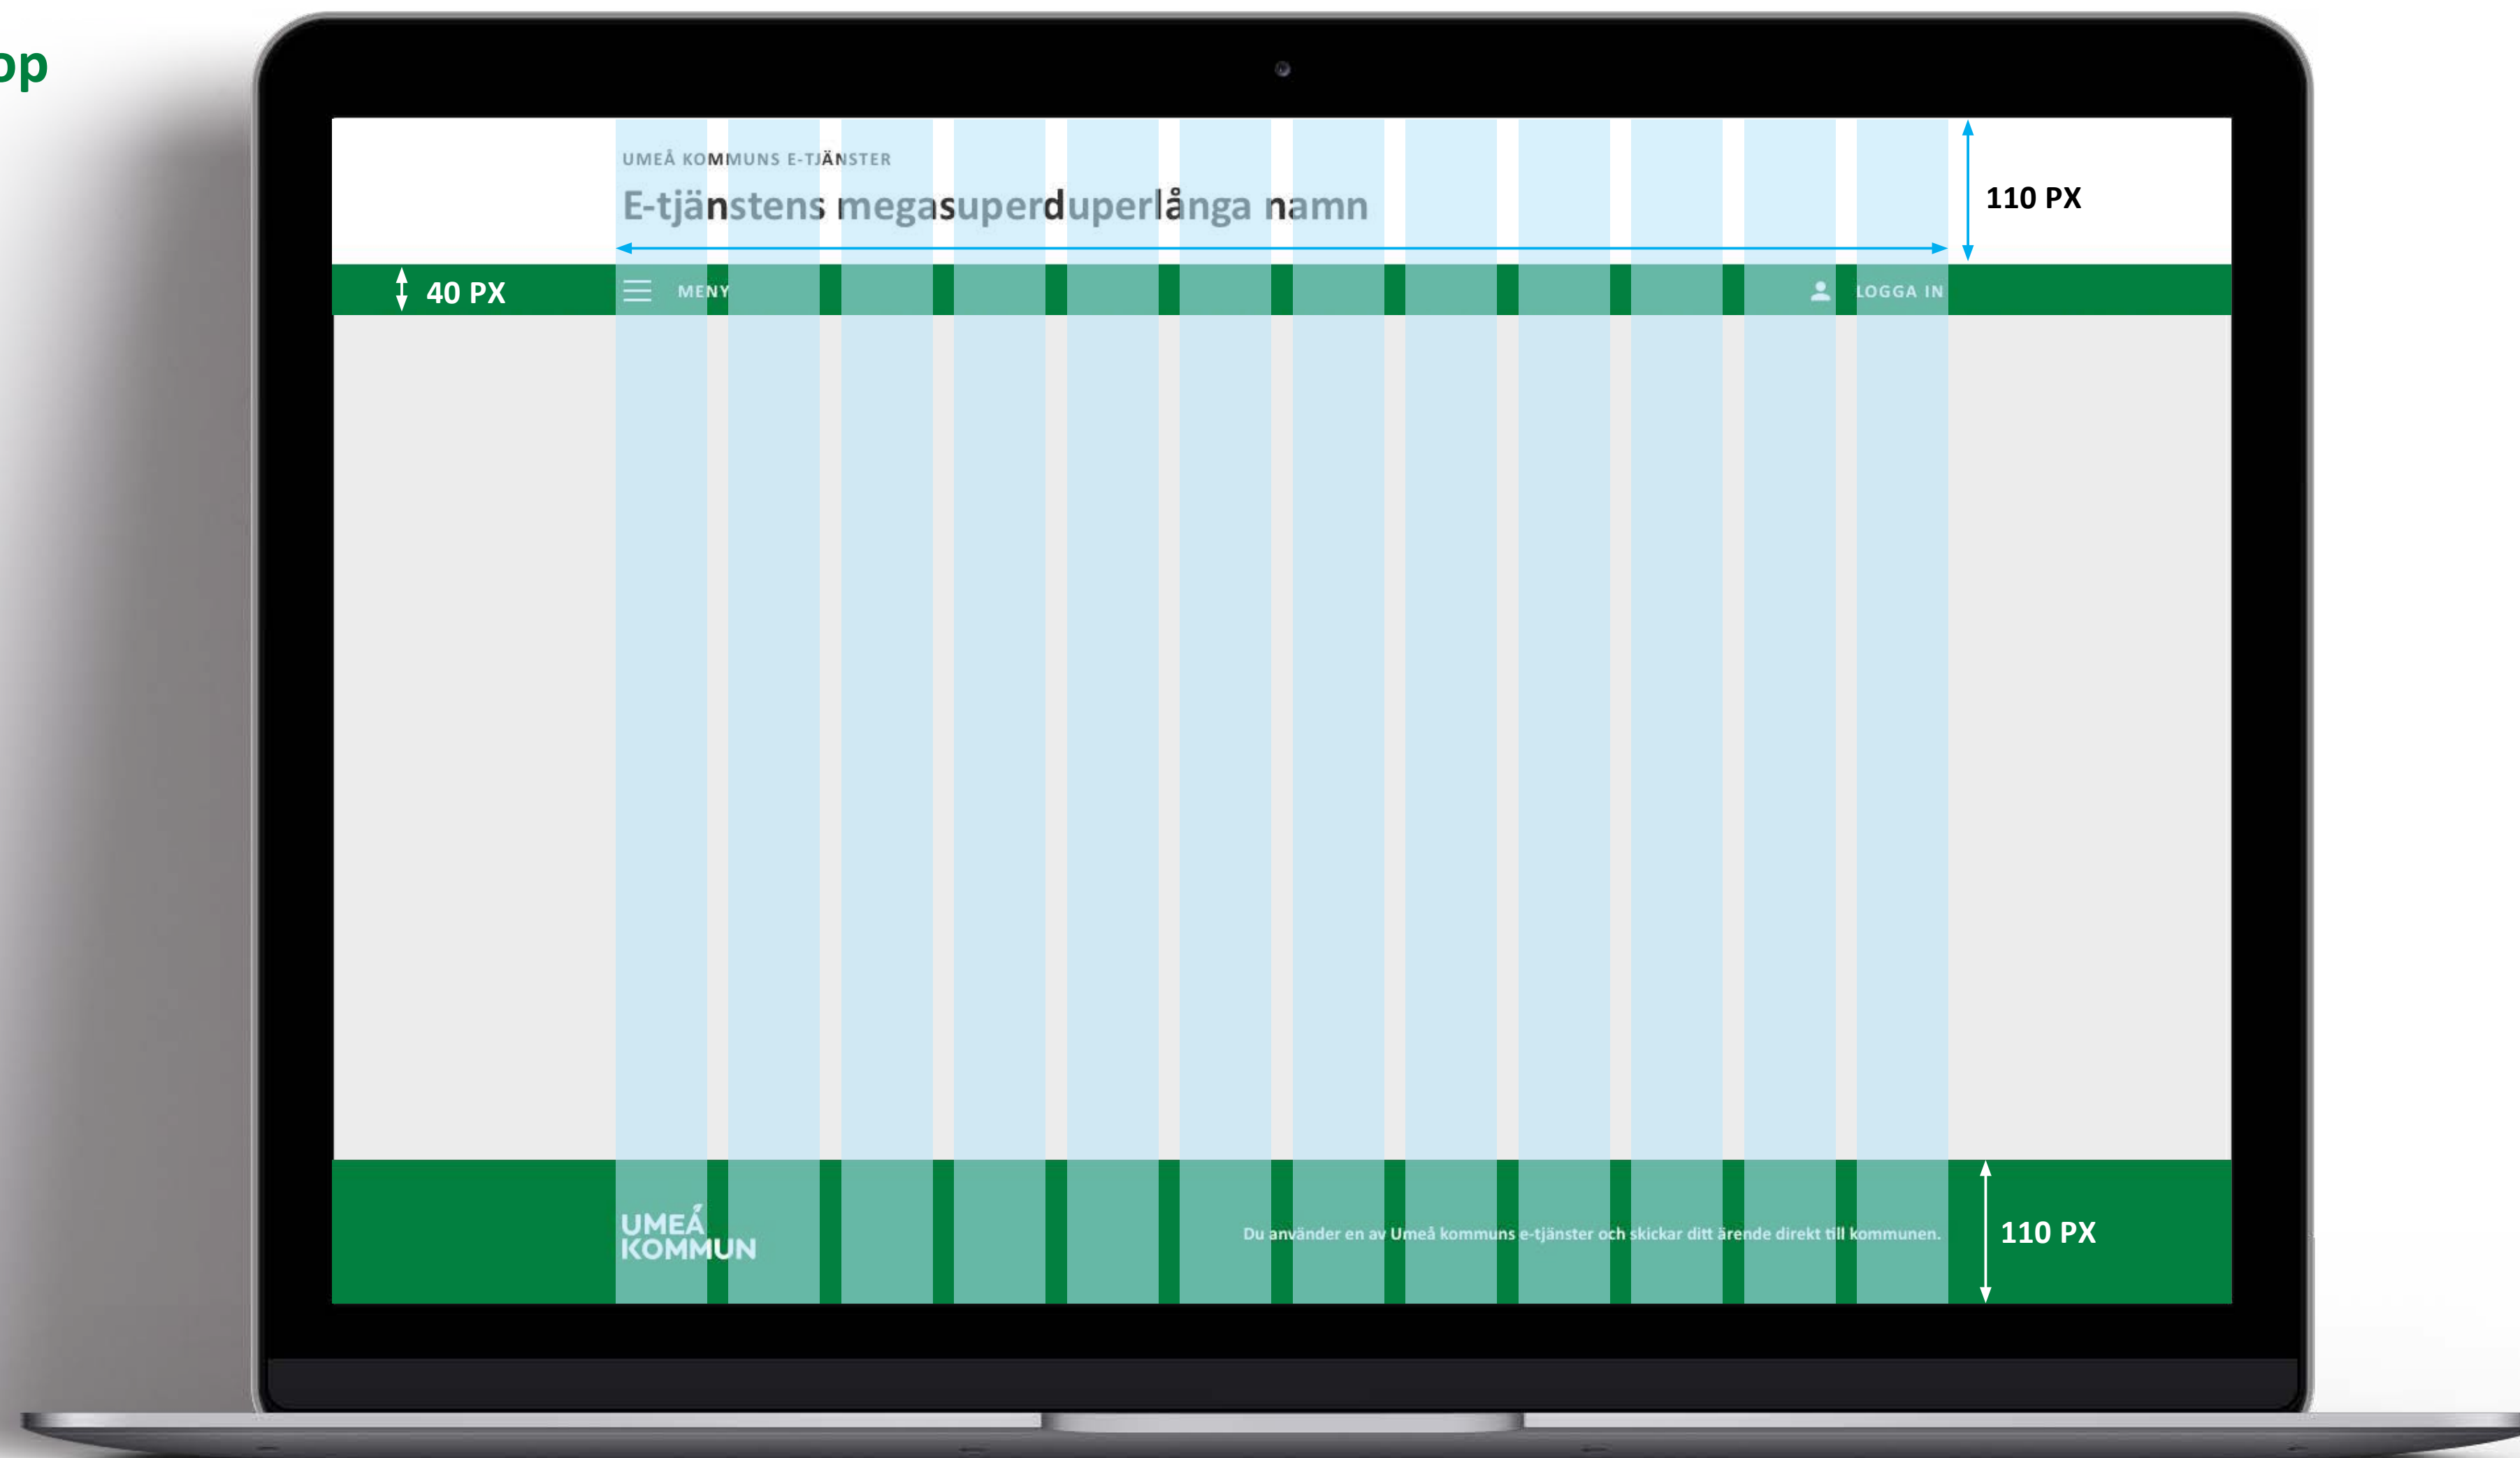 op
UMEÅ KOMMUNS E-TJÄNSTER
E-tjänstens megasuperduperlånga namn
110 PX
40 PX
MENY
LOGGA IN
UMEÅ
KOMMUN
Du använder en av Umeå kommuns e-tjänster och skickar ditt ärende direkt till kommunen.
110 PX